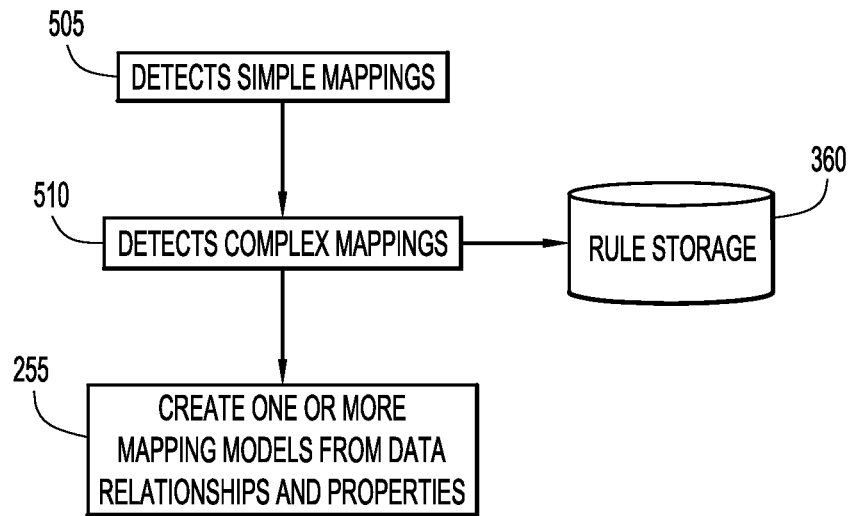 505
DETECTS SIMPLE MAPPINGS
510
DETECTS COMPLEX MAPPINGS
360
RULE STORAGE
255
CREATE ONE OR MORE
MAPPING MODELS FROM DATA
RELATIONSHIPS AND PROPERTIES